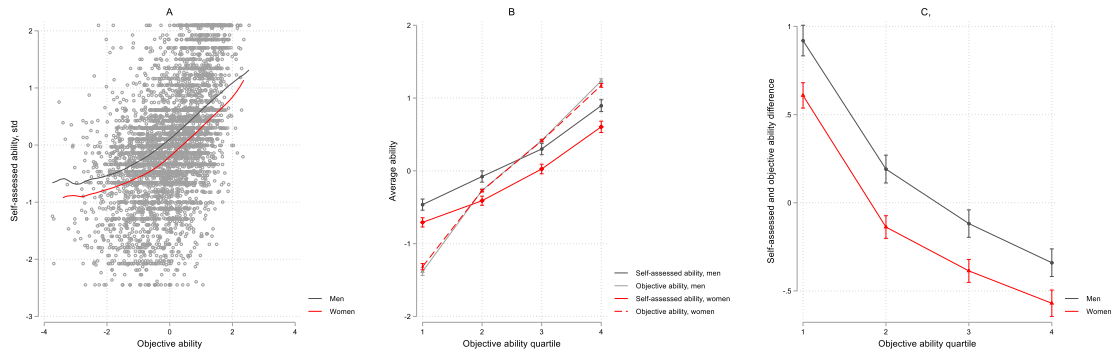 A
Self-assessed ability, std
2
1
0
-1
-2
-3
-4 -2 0 2 4
Objective ability
Men
Women
B
Average ability
2
1
0
-1
-2
1 2 3 4
Objective ability quartile
Self-assessed ability, men
Objective ability, men
Self-assessed ability, women
Objective ability, women
C,
Self-assessed and objective ability difference
1
.5
0
-.5
1 2 3 4
Objective ability quartile
Men
Women